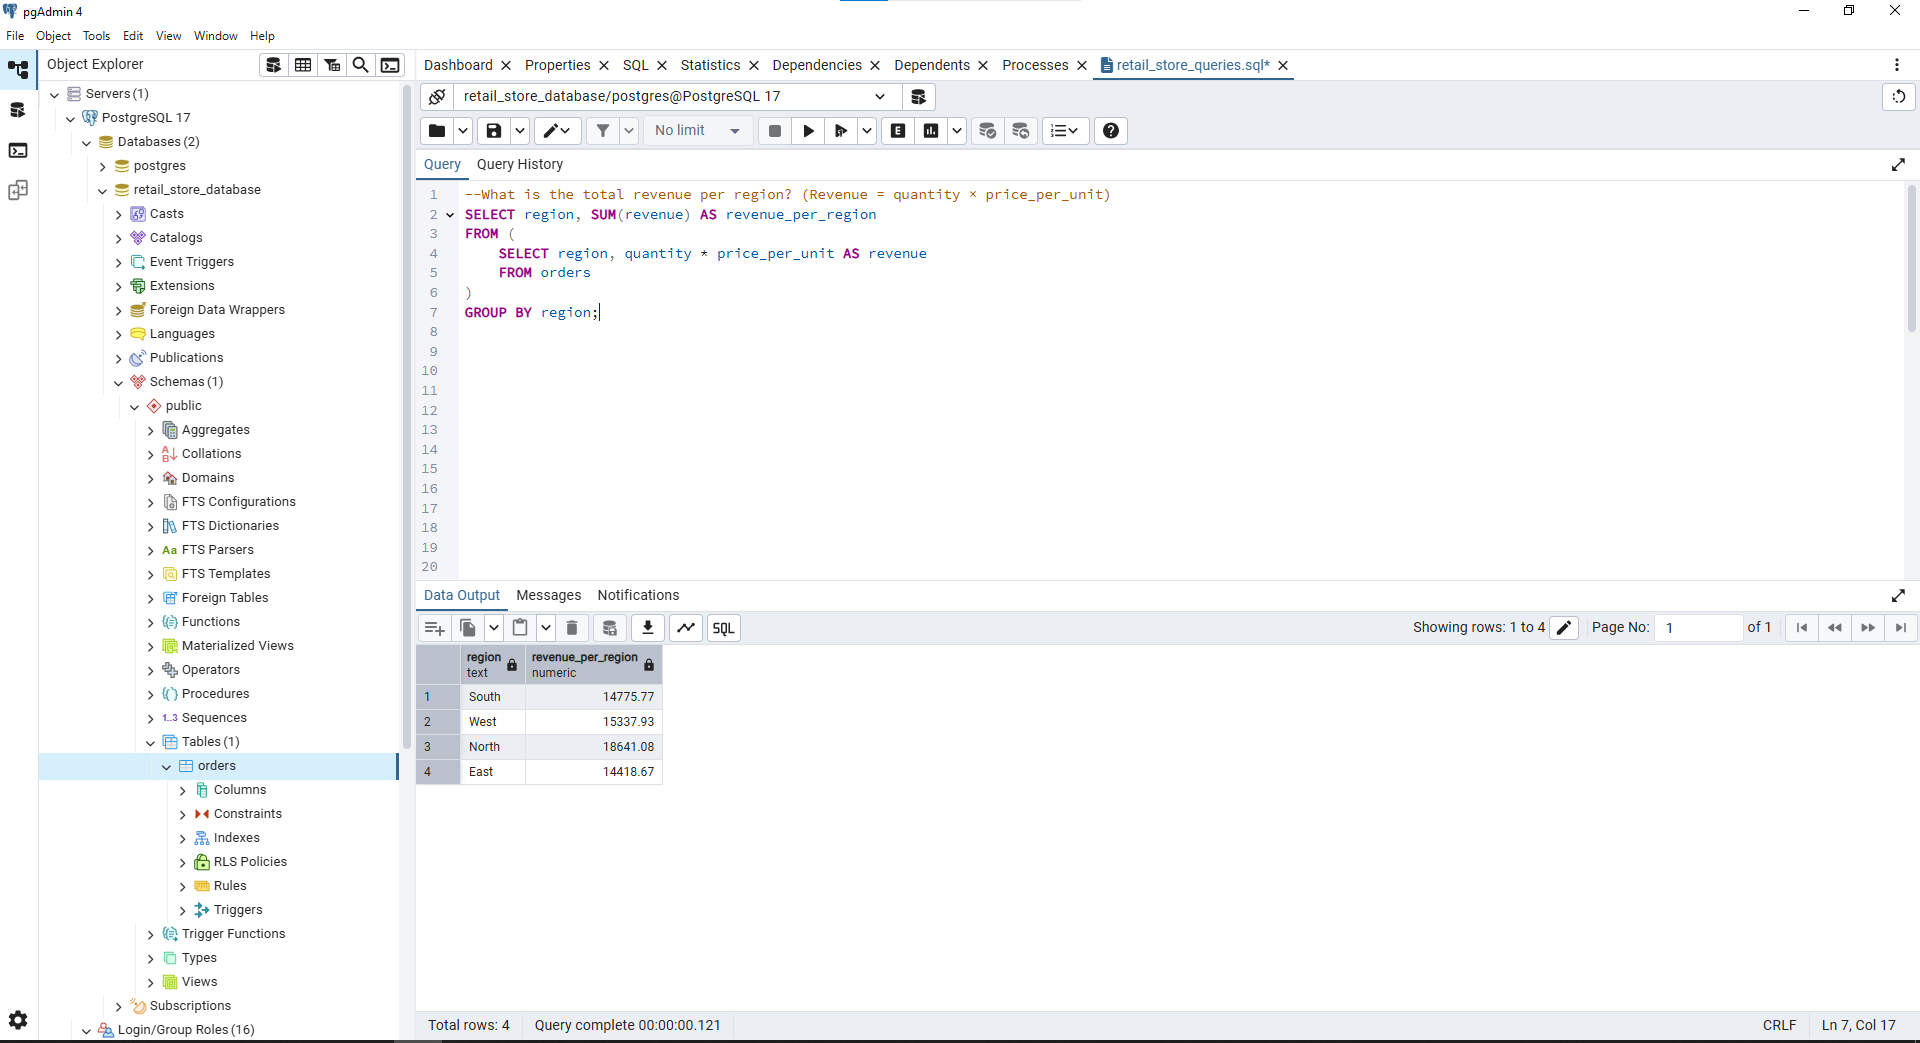 pgAdmin 4
File Object Tools Edit View Window Help
Object Explorer
Servers (1)
PostgreSQL 17
Databases (2)
postgres
retail_store_database
Casts
Catalogs
Event Triggers
Extensions
Foreign Data Wrappers
Languages
Publications
Schemas (1)
public
Aggregates
Collations
Domains
FTS Configurations
FTS Dictionaries
Aa FTS Parsers
FTS Templates
Foreign Tables
Functions
Materialized Views
Operators
Procedures
1..3 Sequences
Tables (1)
orders
Columns
Constraints
Indexes
RLS Policies
Rules
Triggers
Trigger Functions
Types
Views
Subscriptions
Login/Group Roles (16)
Dashboard Properties SQL Statistics Dependencies Dependents Processes retail_store_queries.sql*
retail_store_database/postgres@PostgreSQL 17
No limit E
Query Query History
1 --What is the total revenue per region? (Revenue = quantity × price_per_unit)
2 SELECT region, SUM(revenue) AS revenue_per_region
3 FROM (
4 SELECT region, quantity * price_per_unit AS revenue
5 FROM orders
6 )
7 GROUP BY region;
8
9
10
11
12
13
14
15
16
17
18
19
20
Data Output Messages Notifications
SQL Showing rows: 1 to 4 Page No: 1 of 1
region revenue_per_region
text numeric
1 South 14775.77
2 West 15337.93
3 North 18641.08
4 East 14418.67
Total rows: 4 Query complete 00:00:00.121 CRLF Ln 7, Col 17